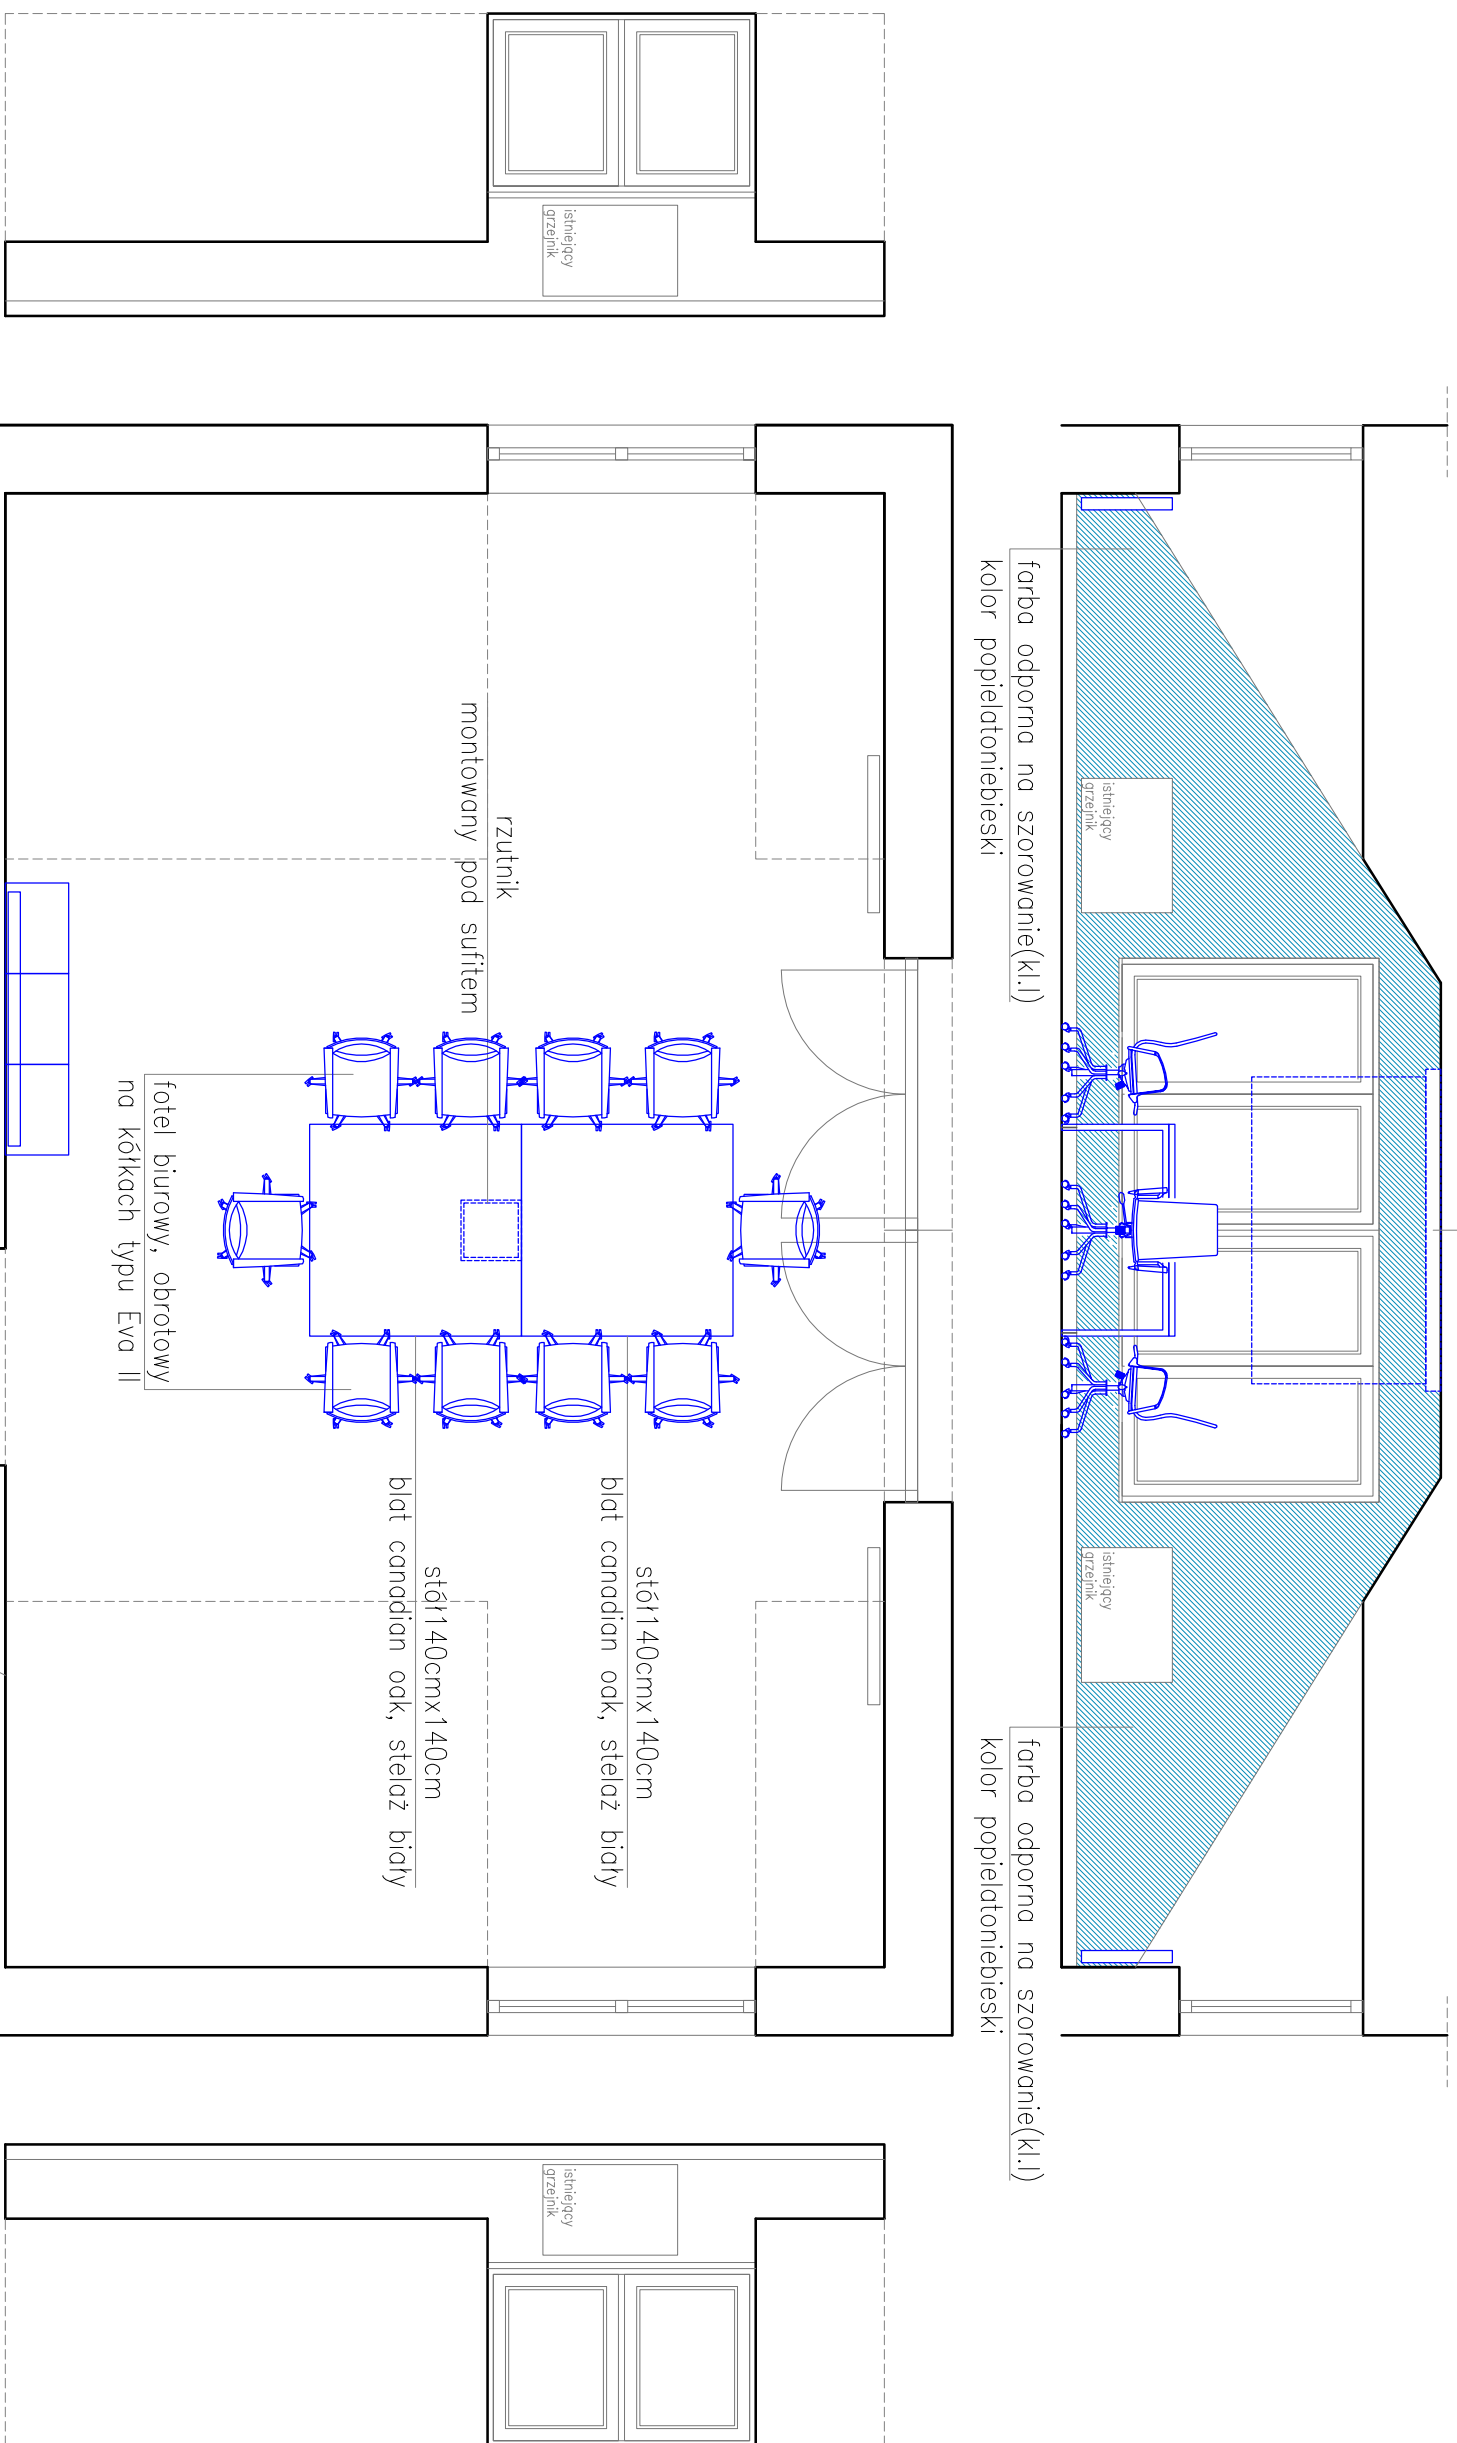 istniejący
grzejnik
farba odporna na szorowanie(kl.I)
kolor popielatoniebieski
istniejący
grzejnik
istniejący
grzejnik
farba odporna na szorowanie(kl.I)
kolor popielatoniebieski
rzutnik
montowany pod sufitem
stół140cmx140cm
blat canadian oak, stelaż biały
stół140cmx140cm
blat canadian oak, stelaż biały
fotel biurowy, obrotowy
na kółkach typu Eva II
istniejący
grzejnik